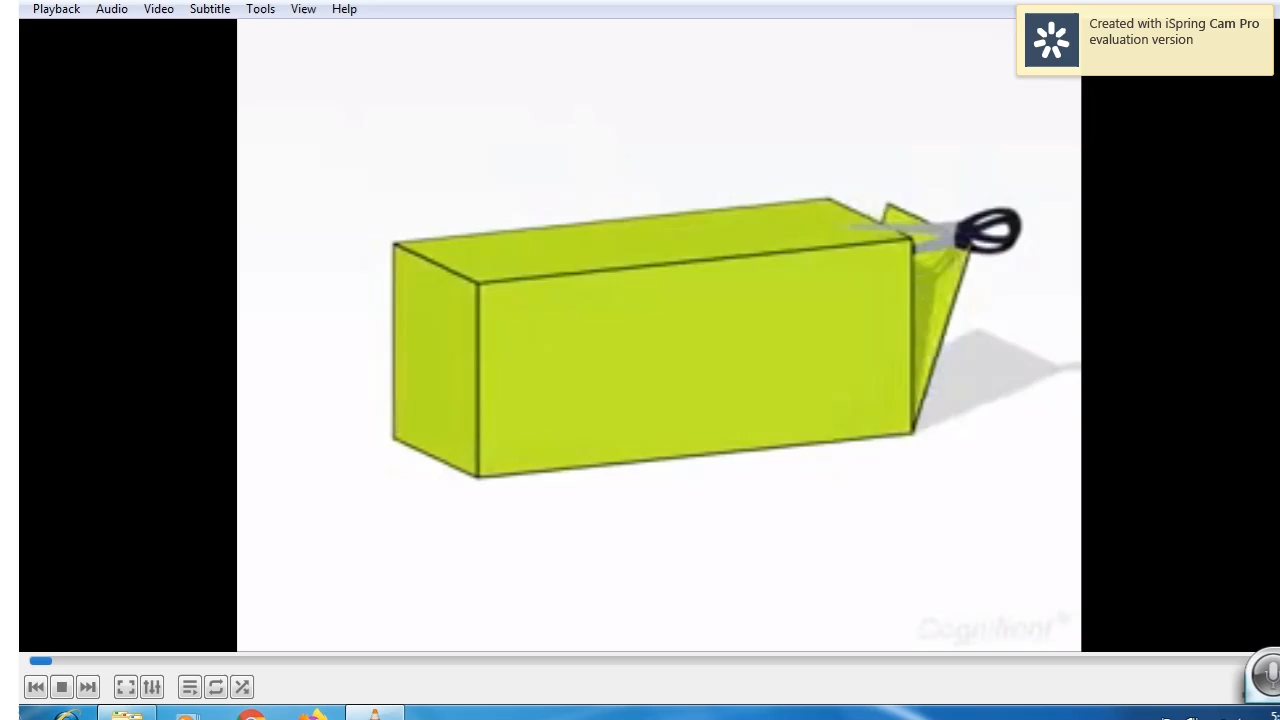 Playback Audio Video Subtitle Tools View Help
Created with iSpring Cam Pro
evaluation version